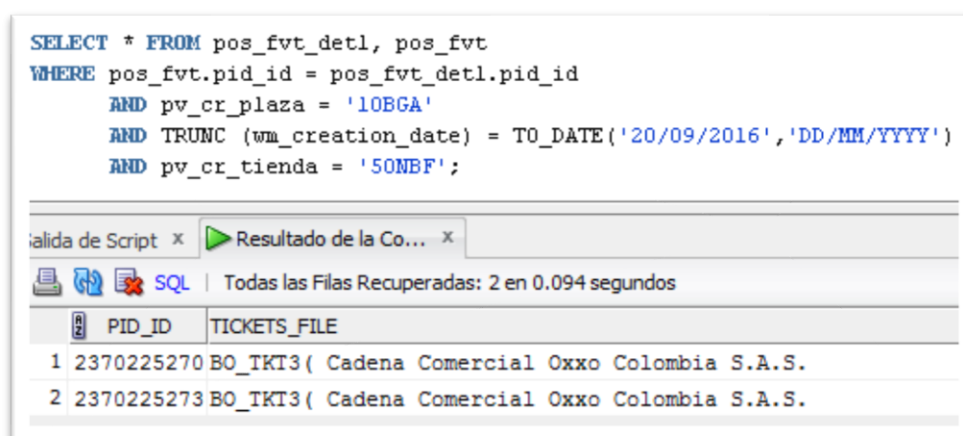 SELECT * FROM pos_fvt_detl, pos_fvt
WHERE pos_fvt.pid_id = pos_fvt_detl.pid_id
AND pv_cr_plaza = '10BGA'
AND TRUNC (wm_creation_date) = TO_DATE('20/09/2016','DD/MM/YYYY')
AND pv_cr_tienda = '50NBF';
Salida de Script x Resultado de la Co... x
SQL | Todas las Filas Recuperadas: 2 en 0.094 segundos
PID_ID TICKETS_FILE
1 2370225270 BO_TKT3( Cadena Comercial Oxxo Colombia S.A.S.
2 2370225273 BO_TKT3( Cadena Comercial Oxxo Colombia S.A.S.